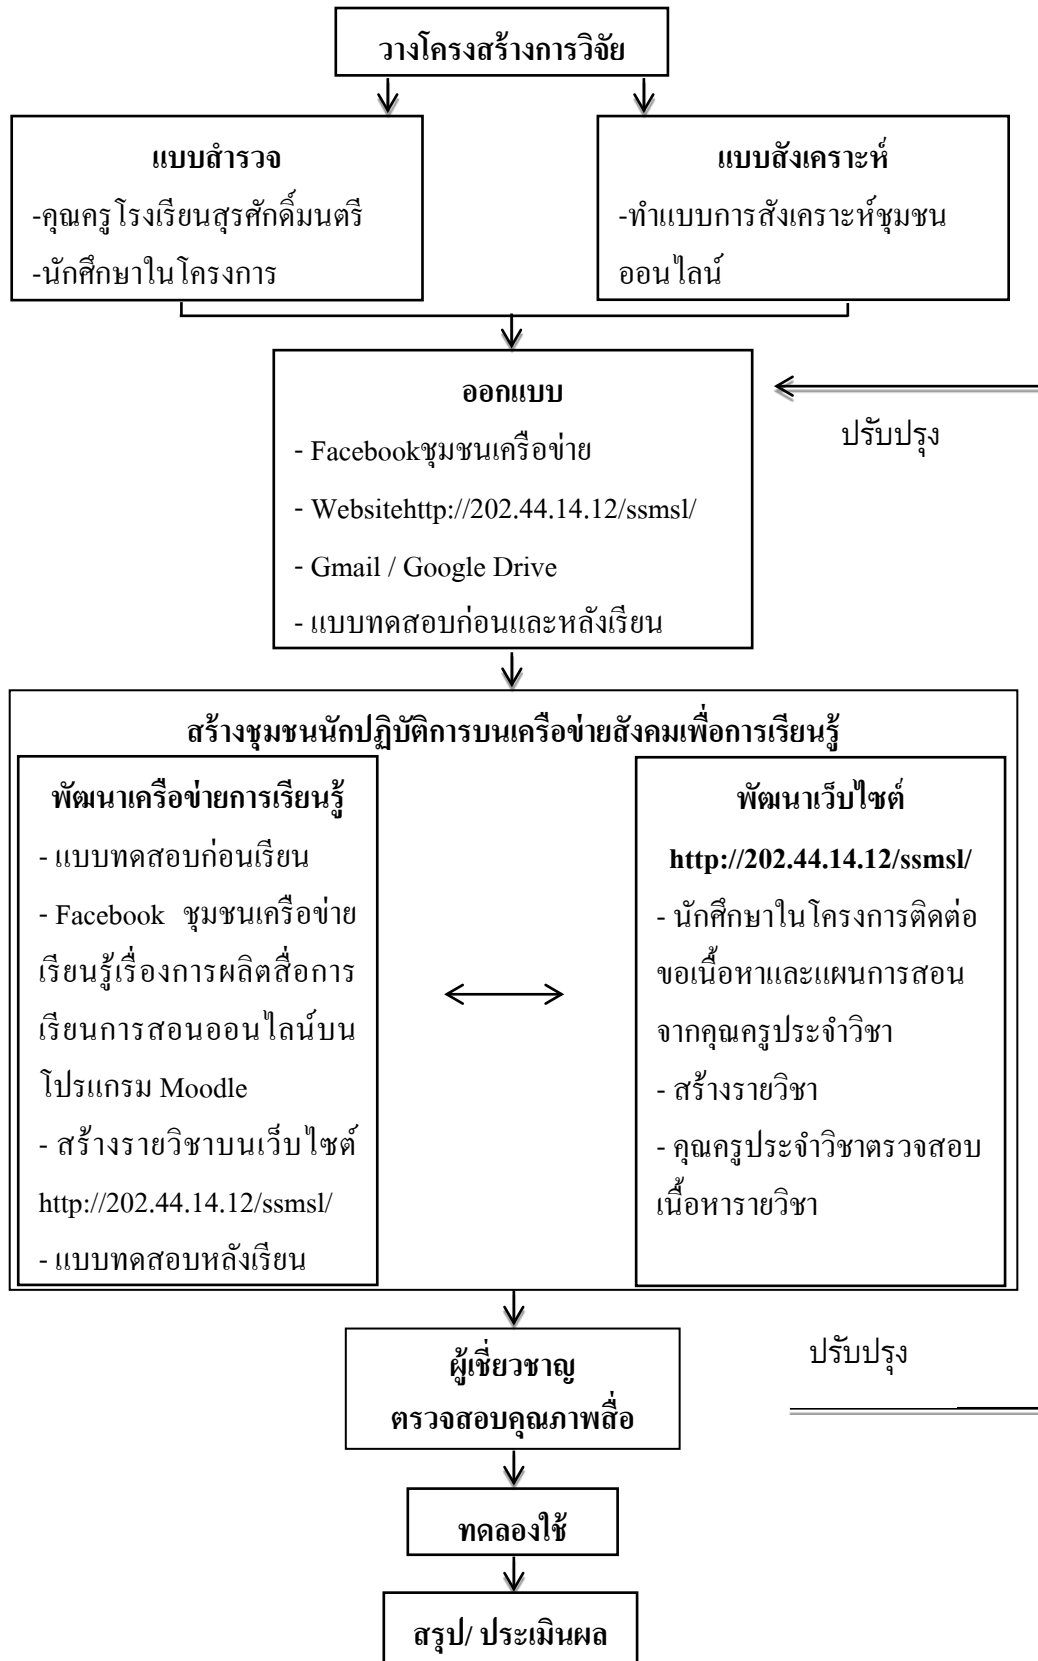 วางโครงสร้างการวิจัย
แบบสำรวจ
-คุณครูโรงเรียนสุรศักดิ์มนตรี
-นักศึกษาในโครงการ
แบบสังเคราะห์
-ทำแบบการสังเคราะห์ชุมชน
ออนไลน์
ออกแบบ
- Facebookชุมชนเครือข่าย
- Websitehttp://202.44.14.12/ssmsl/
- Gmail / Google Drive
- แบบทดสอบก่อนและหลังเรียน
ปรับปรุง
สร้างชุมชนนักปฏิบัติการบนเครือข่ายสังคมเพื่อการเรียนรู้
พัฒนาเครือข่ายการเรียนรู้
- แบบทดสอบก่อนเรียน
- Facebook ชุมชนเครือข่าย
เรียนรู้เรื่องการผลิตสื่อการ
เรียนการสอนออนไลน์บน
โปรแกรม Moodle
- สร้างรายวิชาบนเว็บไซต์
http://202.44.14.12/ssmsl/
- แบบทดสอบหลังเรียน
พัฒนาเว็บไซต์
http://202.44.14.12/ssmsl/
- นักศึกษาในโครงการติดต่อ
ขอเนื้อหาและแผนการสอน
จากคุณครูประจำวิชา
- สร้างรายวิชา
- คุณครูประจำวิชาตรวจสอบ
เนื้อหารายวิชา
ผู้เชี่ยวชาญ
ตรวจสอบคุณภาพสื่อ
ปรับปรุง
ทดลองใช้
สรุป/ ประเมินผล